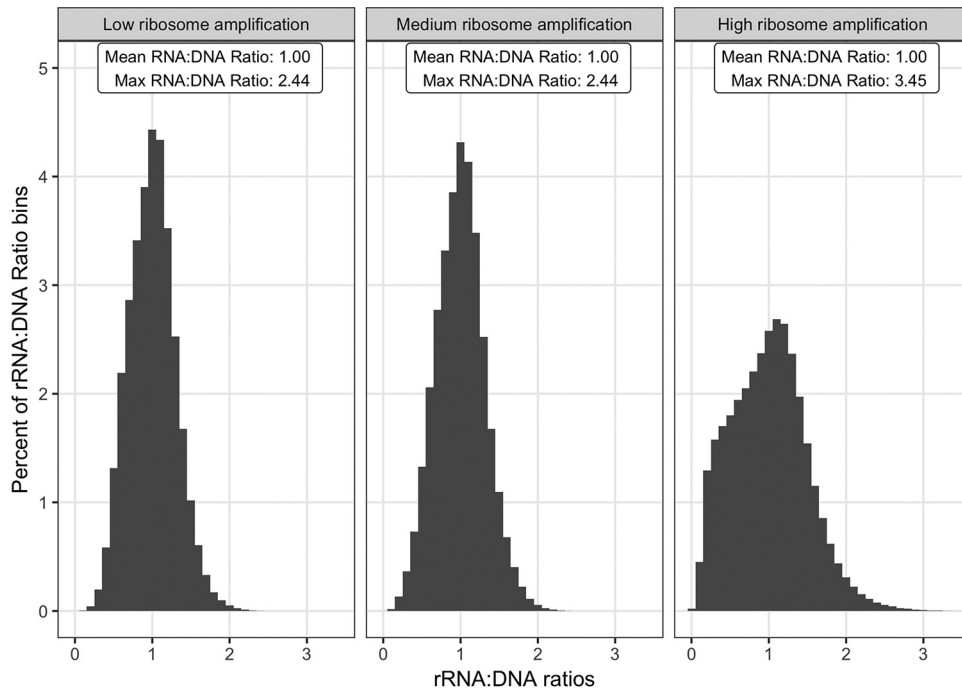 Low ribosome amplification
Medium ribosome amplification
High ribosome amplification
Mean RNA:DNA Ratio: 1.00
Max RNA:DNA Ratio: 2.44
Mean RNA:DNA Ratio: 1.00
Max RNA:DNA Ratio: 2.44
Mean RNA:DNA Ratio: 1.00
Max RNA:DNA Ratio: 3.45
Percent of rRNA:DNA Ratio bins
5
4
3
2
1
0
0 1 2 3
0 1 2 3
0 1 2 3
rRNA:DNA ratios